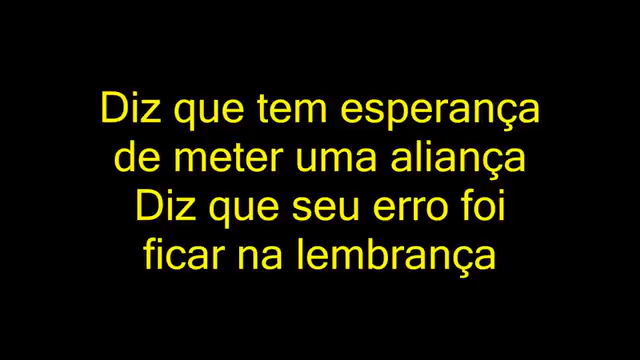 Diz que tem esperança
de meter uma aliança
Diz que seu erro foi
ficar na lembrança